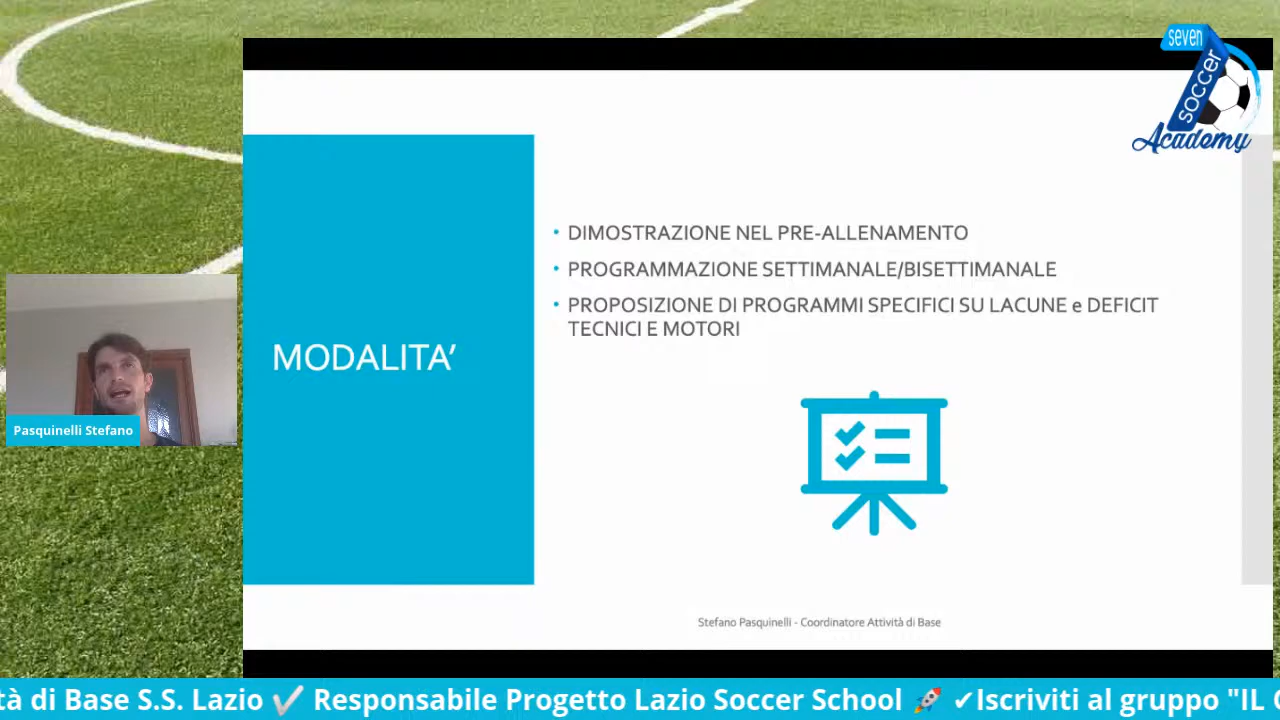 seven
SOCCER
Academy
• DIMOSTRAZIONE NEL PRE-ALLENAMENTO
• PROGRAMMAZIONE SETTIMANALE/BISETTIMANALE
• PROPOSIZIONE DI PROGRAMMI SPECIFICI SU LACUNE e DEFICIT
TECNICI E MOTORI
MODALITA’
Pasquinelli Stefano
Stefano Pasquinelli - Coordinatore Attività di Base
tà di Base S.S. Lazio ✔️ Responsabile Progetto Lazio Soccer School 🚀 ✔Iscriviti al gruppo "IL